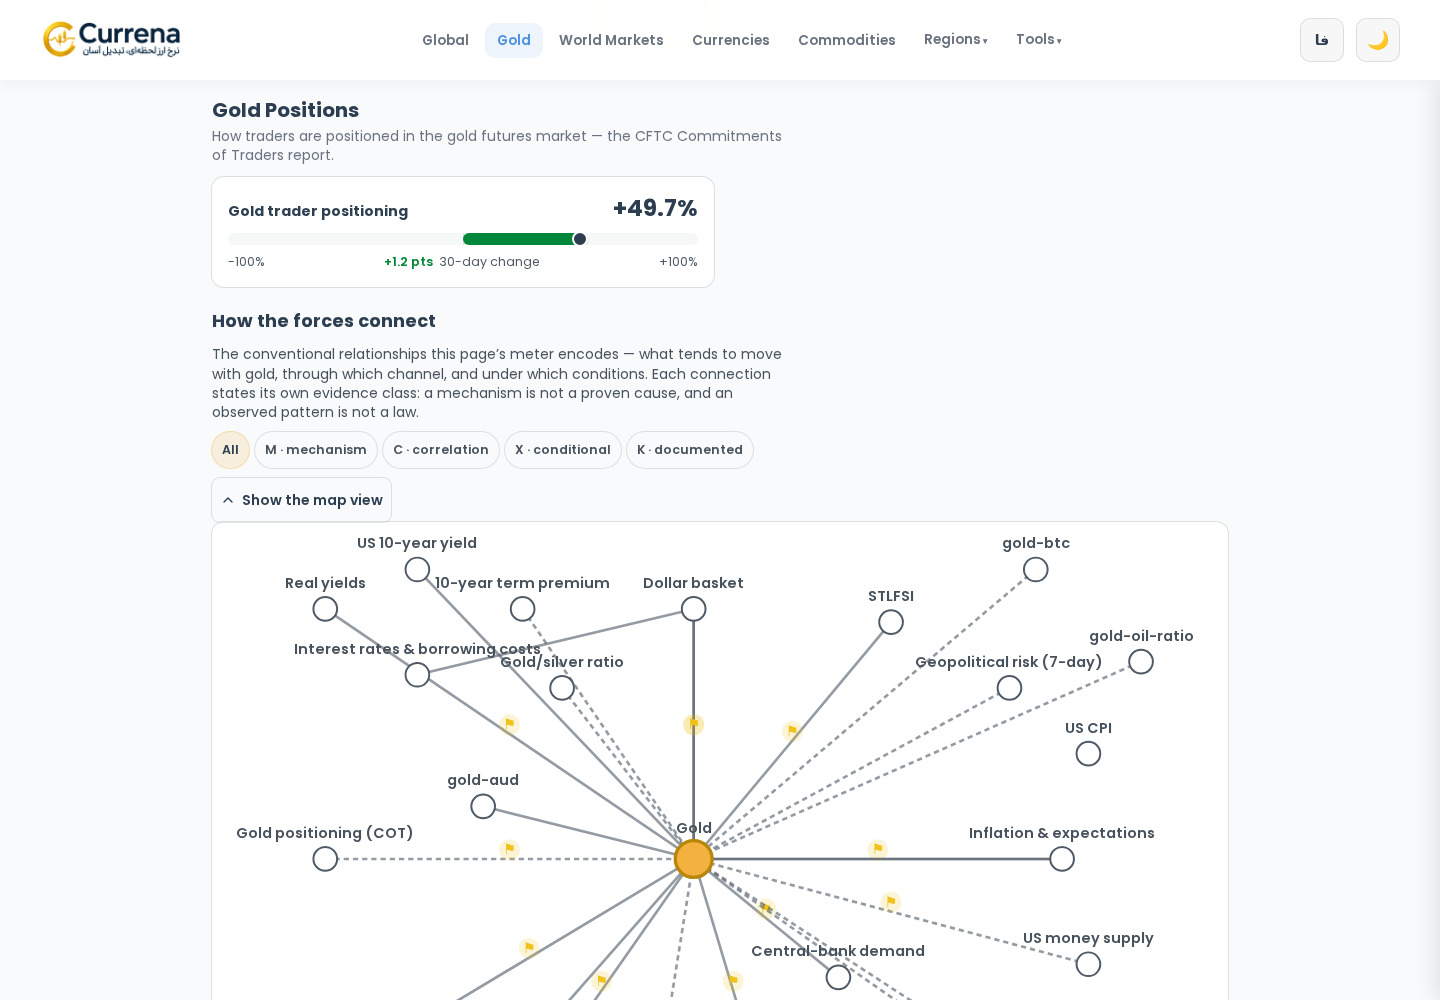 Currena
نرخ ارز لحظه‌ای، تبدیل آسان
Global
Gold
World Markets
Currencies
Commodities
Regions ▾
Tools ▾
فا
Gold Positions
How traders are positioned in the gold futures market — the CFTC Commitments
of Traders report.
Gold trader positioning
+49.7%
-100%
+1.2 pts 30-day change
+100%
How the forces connect
The conventional relationships this page’s meter encodes — what tends to move
with gold, through which channel, and under which conditions. Each connection
states its own evidence class: a mechanism is not a proven cause, and an
observed pattern is not a law.
All
M · mechanism
C · correlation
X · conditional
K · documented
Show the map view
US 10-year yield
gold-btc
Real yields
10-year term premium
Dollar basket
STLFSI
gold-oil-ratio
Interest rates & borrowing costs
Gold/silver ratio
Geopolitical risk (7-day)
US CPI
gold-aud
Gold
Gold positioning (COT)
Inflation & expectations
US money supply
Central-bank demand